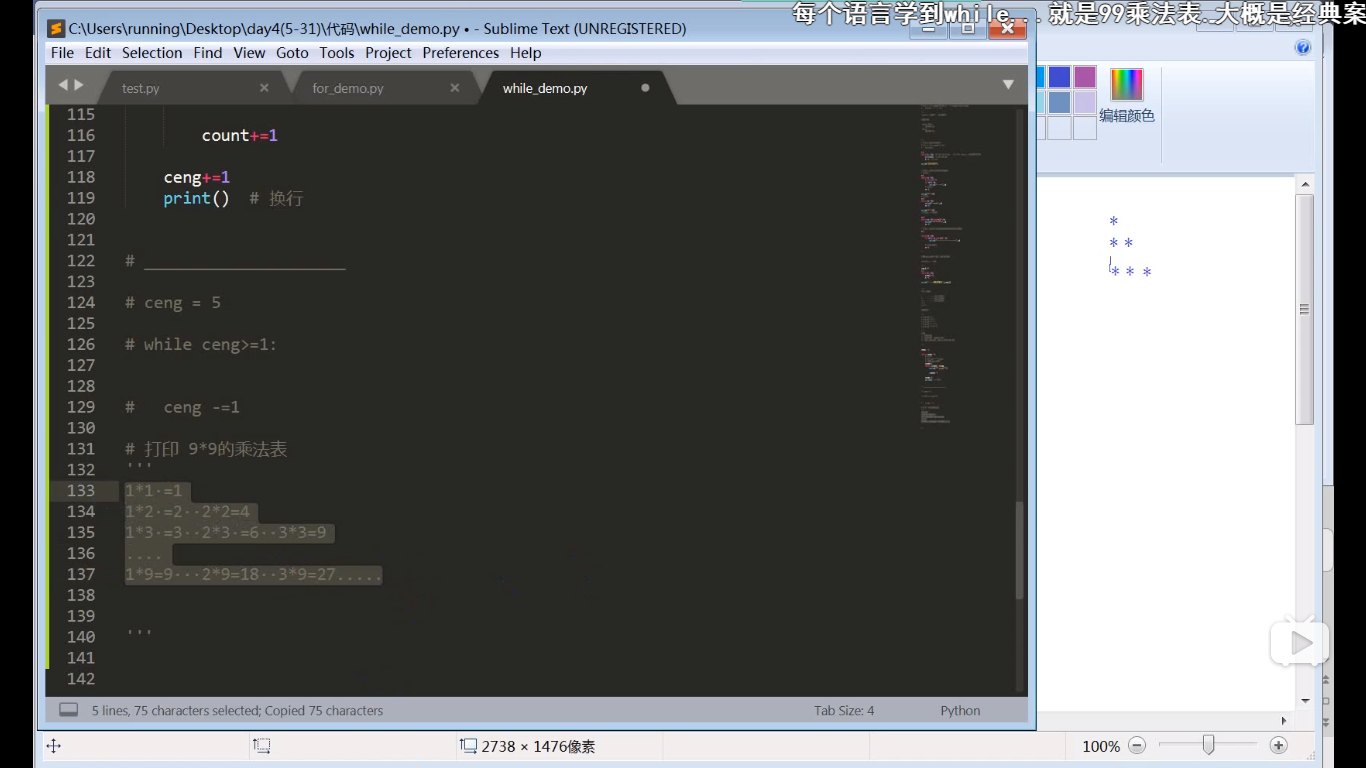 每个语言学到while... 就是99乘法表..大概是经典案
C:\Users\running\Desktop\day4(5-31)\代码\while_demo.py • - Sublime Text (UNREGISTERED)
File Edit Selection Find View Goto Tools Project Preferences Help
test.py for_demo.py while_demo.py
编辑颜色
115
116 count+=1
117
118 ceng+=1
119 print() # 换行
120
121
122 # _____________________
123
124 # ceng = 5
125
126 # while ceng>=1:
127
128
129 # ceng -=1
130
131 # 打印 9*9的乘法表
132 '''
133 1*1·=1
134 1*2·=2··2*2=4
135 1*3·=3··2*3·=6··3*3=9
136 ....
137 1*9=9···2*9=18··3*9=27.....
138
139
140 '''
141
142
*
* *
* * *
5 lines, 75 characters selected; Copied 75 characters Tab Size: 4 Python
2738 × 1476像素 100%